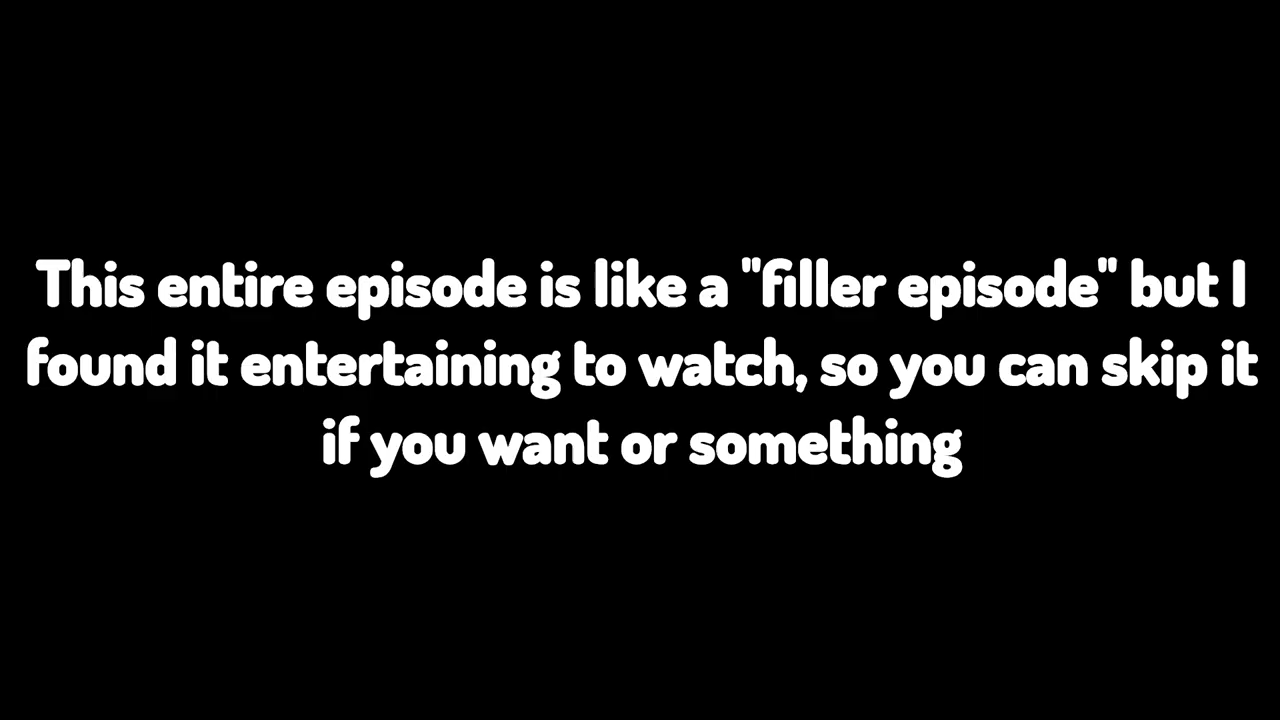 This entire episode is like a "filler episode" but I
found it entertaining to watch, so you can skip it
if you want or something